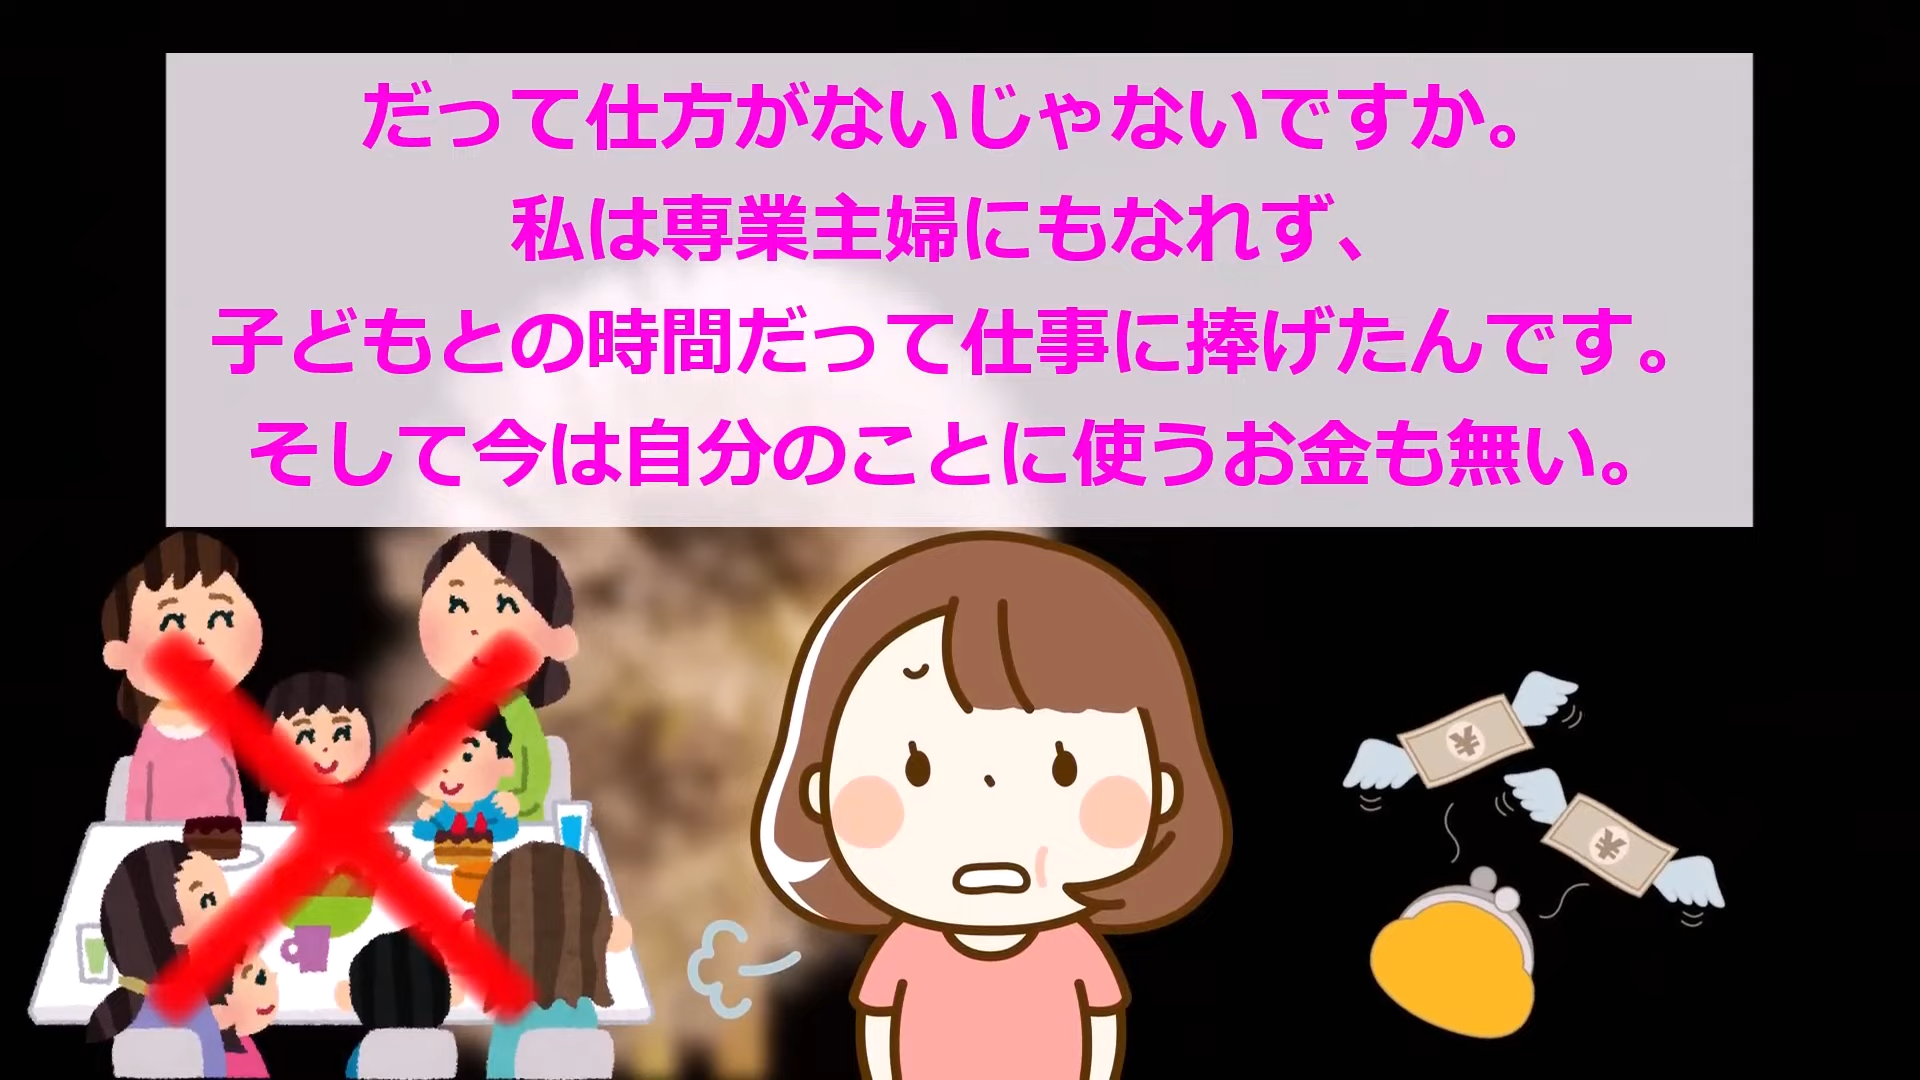 だって仕方がないじゃないですか。
私は専業主婦にもなれず、
子どもとの時間だって仕事に捧げたんです。
そして今は自分のことに使うお金も無い。
¥
¥